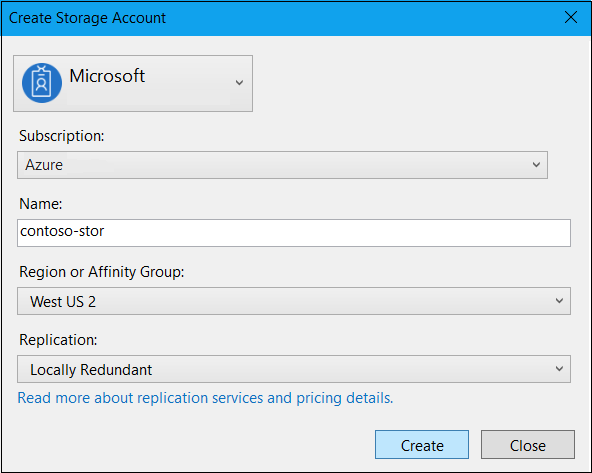 Create Storage Account
Microsoft
Subscription:
Azure
Name:
contoso-stor
Region or Affinity Group:
West US 2
Replication:
Locally Redundant
Read more about replication services and pricing details.
Create Close